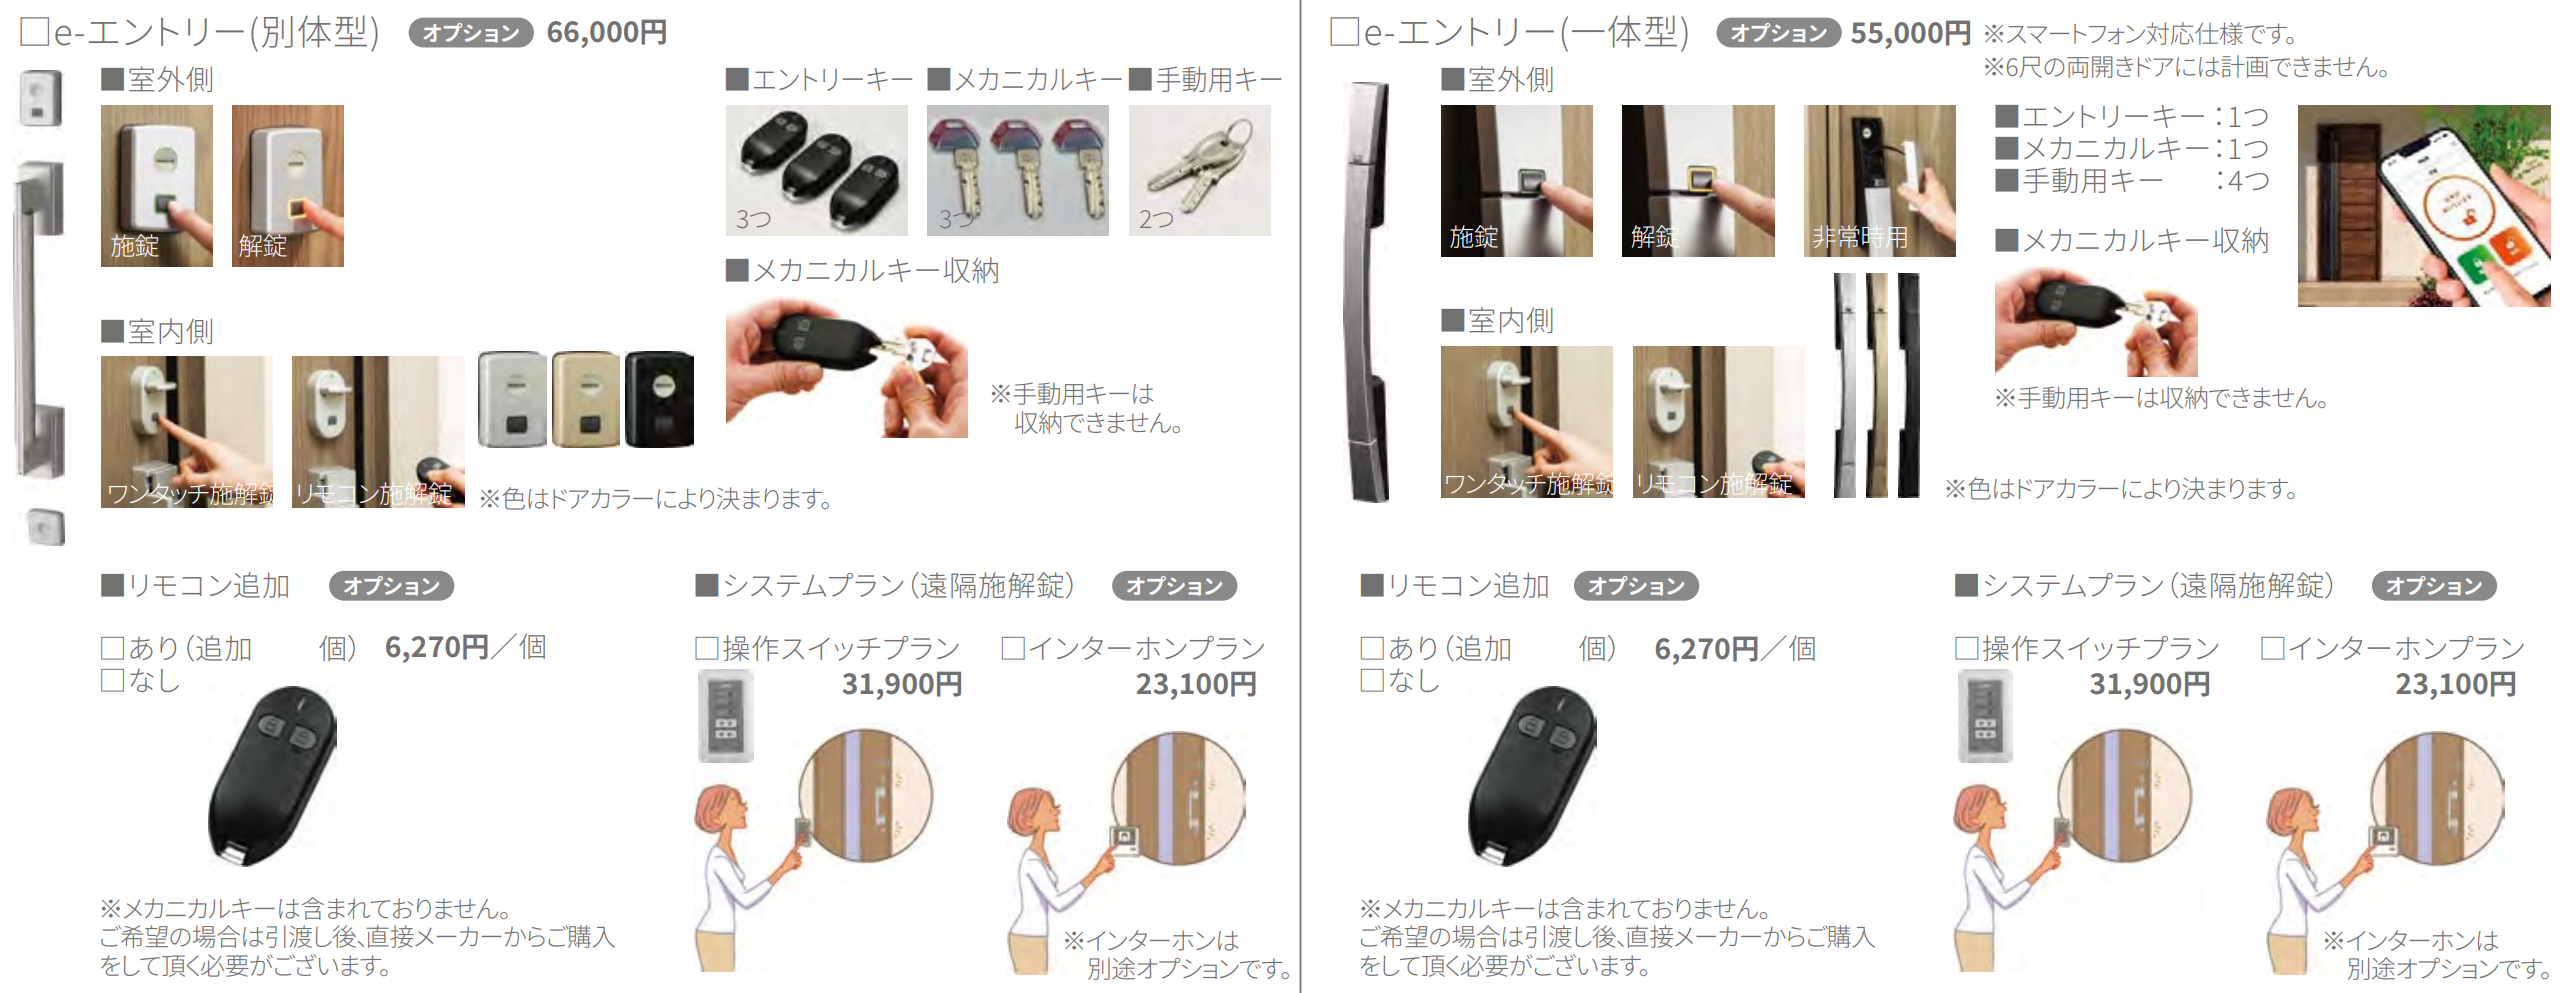 □e-エントリー(別体型) オプション 66,000円
■室外側
施錠
解錠
■室内側
ワンタッチ施解錠
リモコン施解錠
※色はドアカラーにより決まります。
■エントリーキー ■メカニカルキー ■手動用キー
3つ
3つ
2つ
■メカニカルキー収納
※手動用キーは
収納できません。
■リモコン追加 オプション
□あり（追加　　個） 6,270円／個
□なし
※メカニカルキーは含まれておりません。
ご希望の場合は引渡し後、直接メーカーからご購入
をして頂く必要がございます。
■システムプラン（遠隔施解錠） オプション
□操作スイッチプラン
31,900円
□インターホンプラン
23,100円
※インターホンは
別途オプションです。
□e-エントリー(一体型) オプション 55,000円 ※スマートフォン対応仕様です。
※6尺の両開きドアには計画できません。
■室外側
施錠
解錠
非常時用
■室内側
ワンタッチ施解錠
リモコン施解錠
■エントリーキー：1つ
■メカニカルキー：1つ
■手動用キー　：4つ
■メカニカルキー収納
※手動用キーは収納できません。
※色はドアカラーにより決まります。
■リモコン追加 オプション
□あり（追加　　個） 6,270円／個
□なし
※メカニカルキーは含まれておりません。
ご希望の場合は引渡し後、直接メーカーからご購入
をして頂く必要がございます。
■システムプラン（遠隔施解錠） オプション
□操作スイッチプラン
31,900円
□インターホンプラン
23,100円
※インターホンは
別途オプションです。